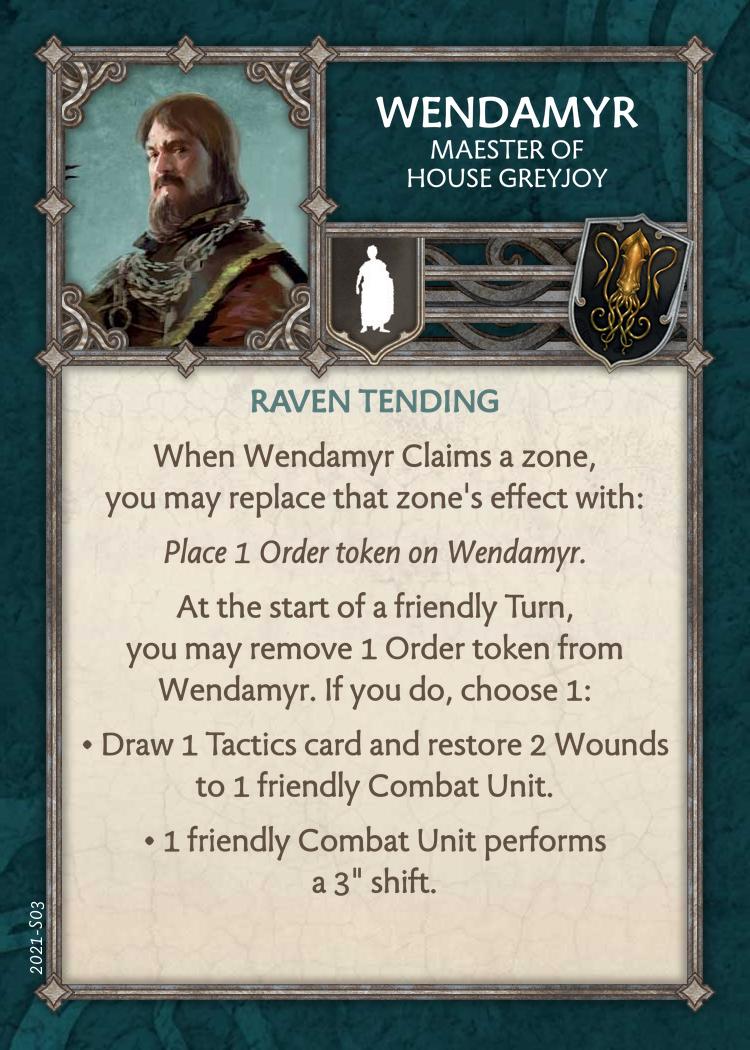 WENDAMYR
MAESTER OF
HOUSE GREYJOY
RAVEN TENDING
When Wendamyr Claims a zone,
you may replace that zone's effect with:
Place 1 Order token on Wendamyr.
At the start of a friendly Turn,
you may remove 1 Order token from
Wendamyr. If you do, choose 1:
• Draw 1 Tactics card and restore 2 Wounds
to 1 friendly Combat Unit.
• 1 friendly Combat Unit performs
a 3" shift.
2021-S03